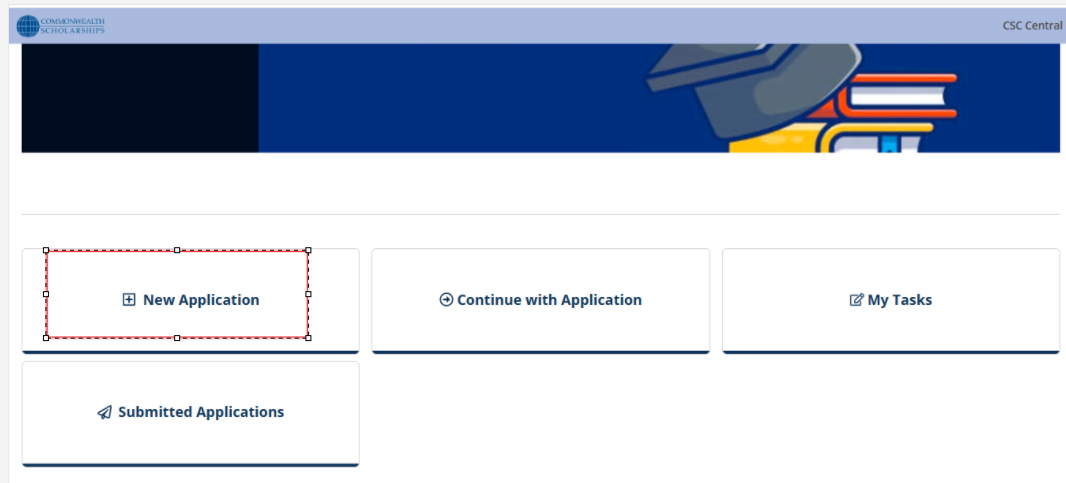 COMMONWEALTH
SCHOLARSHIPS
CSC Central
New Application
Continue with Application
My Tasks
Submitted Applications